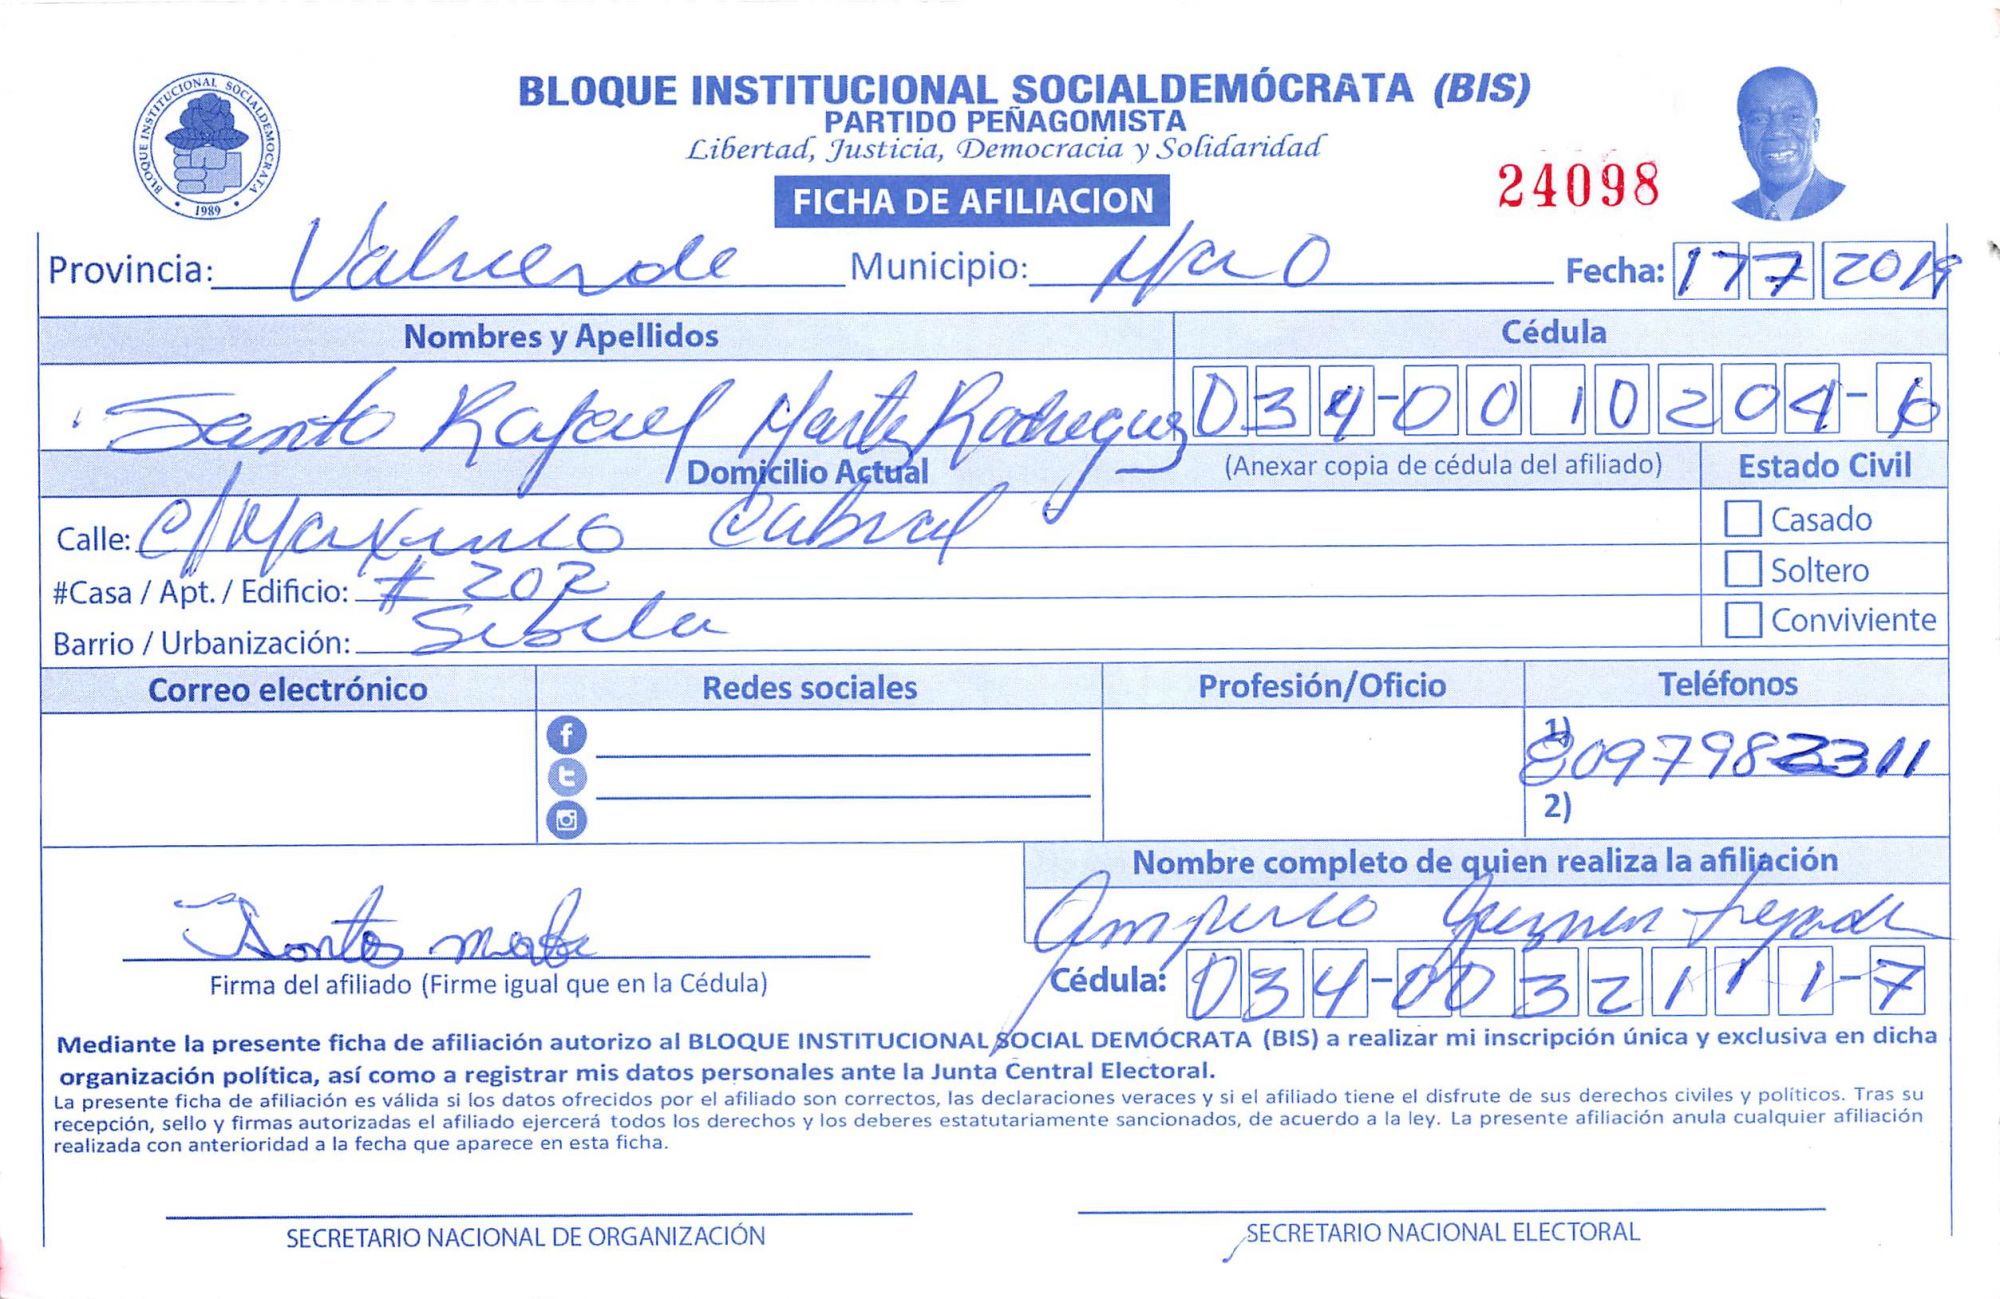 BLOQUE INSTITUCIONAL SOCIALDEMÓCRATA (BIS)
PARTIDO PEÑAGOMISTA
Libertad, Justicia, Democracia y Solidaridad
BLOQUE INSTITUCIONAL SOCIALDEMOCRATA
1989
24098
FICHA DE AFILIACION
Provincia: Valverde Municipio: Mao Fecha: 17 7 2019
Nombres y Apellidos Cédula
Santo Rafael Marte Rodreguez 034-0010204-6
Domicilio Actual (Anexar copia de cédula del afiliado) Estado Civil
Calle: C/Maximo Cabral Casado
#Casa / Apt. / Edificio: # 202 Soltero
Barrio / Urbanización: Sibila Conviviente
Correo electrónico Redes sociales Profesión/Oficio Teléfonos
1) 8097983311
2)
Nombre completo de quien realiza la afiliación
Santos Guzman
Firma del afiliado (Firme igual que en la Cédula) Cédula: 034-0032111-7
Mediante la presente ficha de afiliación autorizo al BLOQUE INSTITUCIONAL SOCIAL DEMÓCRATA (BIS) a realizar mi inscripción única y exclusiva en dicha
organización política, así como a registrar mis datos personales ante la Junta Central Electoral.
La presente ficha de afiliación es válida si los datos ofrecidos por el afiliado son correctos, las declaraciones veraces y si el afiliado tiene el disfrute de sus derechos civiles y políticos. Tras su
recepción, sello y firmas autorizadas el afiliado ejercerá todos los derechos y los deberes estatutariamente sancionados, de acuerdo a la ley. La presente afiliación anula cualquier afiliación
realizada con anterioridad a la fecha que aparece en esta ficha.
SECRETARIO NACIONAL DE ORGANIZACIÓN SECRETARIO NACIONAL ELECTORAL